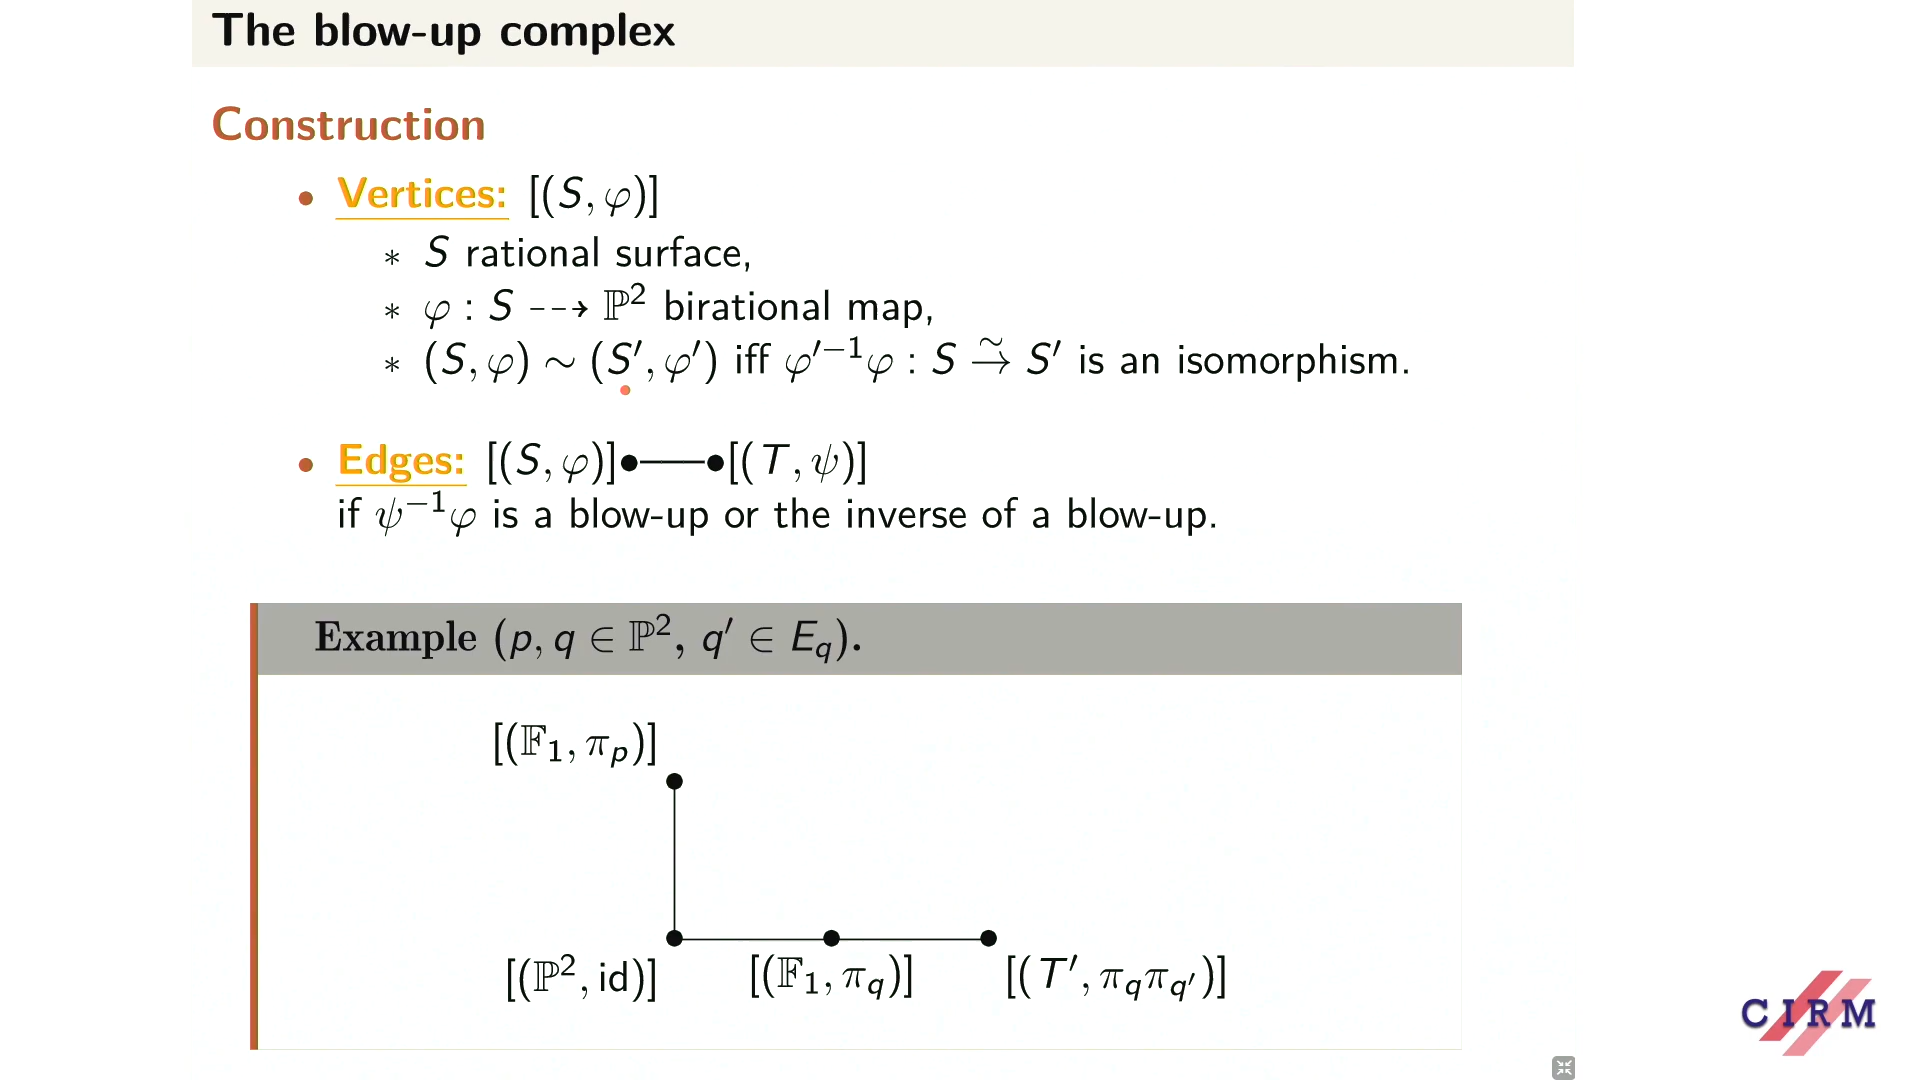 The blow-up complex
Construction
• Vertices: [(S, φ)]
∗ S rational surface,
∗ φ : S ⇢ ℙ² birational map,
∗ (S, φ) ∼ (S′, φ′) iff φ′⁻¹φ : S ⥲ S′ is an isomorphism.
• Edges: [(S, φ)]●—●[(T, ψ)]
if ψ⁻¹φ is a blow-up or the inverse of a blow-up.
Example (p, q ∈ ℙ², q′ ∈ E_q).
[(𝔽₁, π_p)]
[(ℙ², id)] [(𝔽₁, π_q)] [(T′, π_qπ_q′)]
CIRM